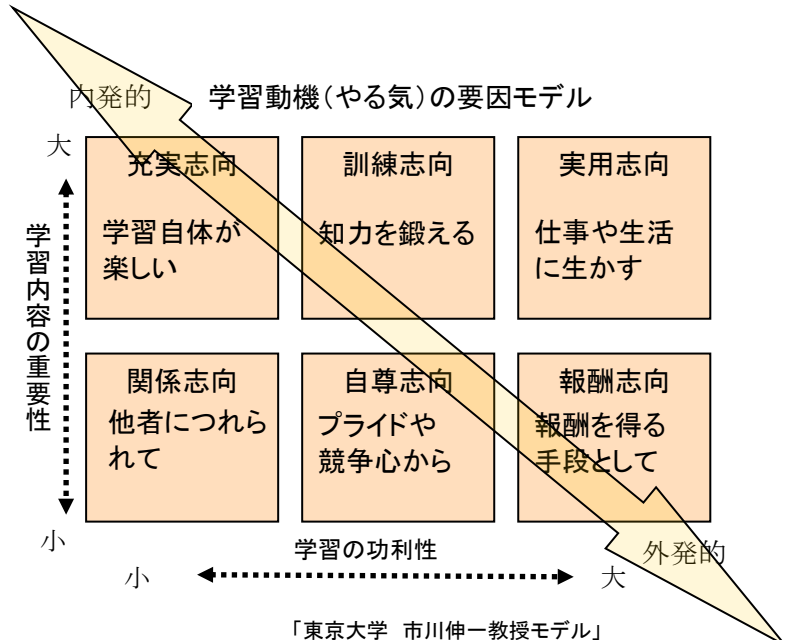 内発的
学習動機(やる気)の要因モデル
大
充実志向
学習自体が
楽しい
訓練志向
知力を鍛える
実用志向
仕事や生活
に生かす
学習内容の重要性
関係志向
他者につれら
れて
自尊志向
プライドや
競争心から
報酬志向
報酬を得る
手段として
小
学習の功利性
小
大
外発的
「東京大学 市川伸一教授モデル」